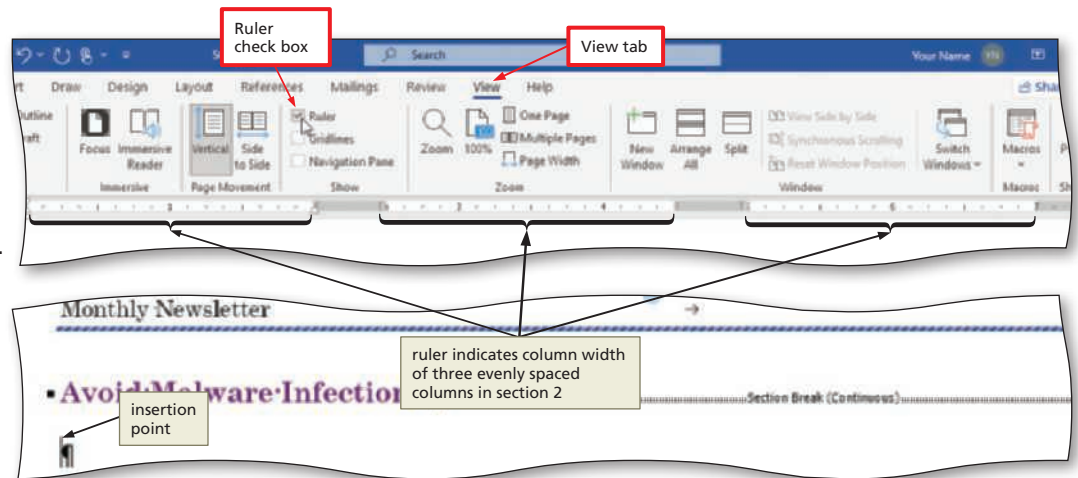 Ruler
check box
View tab
Search
Your Name
Draw Design Layout References Mailings Review View Help
Sha
Focus
Immersive
Reader
Vertical
Side
to Side
Ruler
Gridlines
Navigation Pane
Zoom
100%
One Page
Multiple Pages
Page Width
New
Window
Arrange
All
Split
View Side by Side
Synchronous Scrolling
Reset Window Position
Switch
Windows
Macros
Immersive
Page Movement
Show
Zoom
Window
Macros
Monthly Newsletter
ruler indicates column width
of three evenly spaced
columns in section 2
Section Break (Continuous)
insertion
point
¶